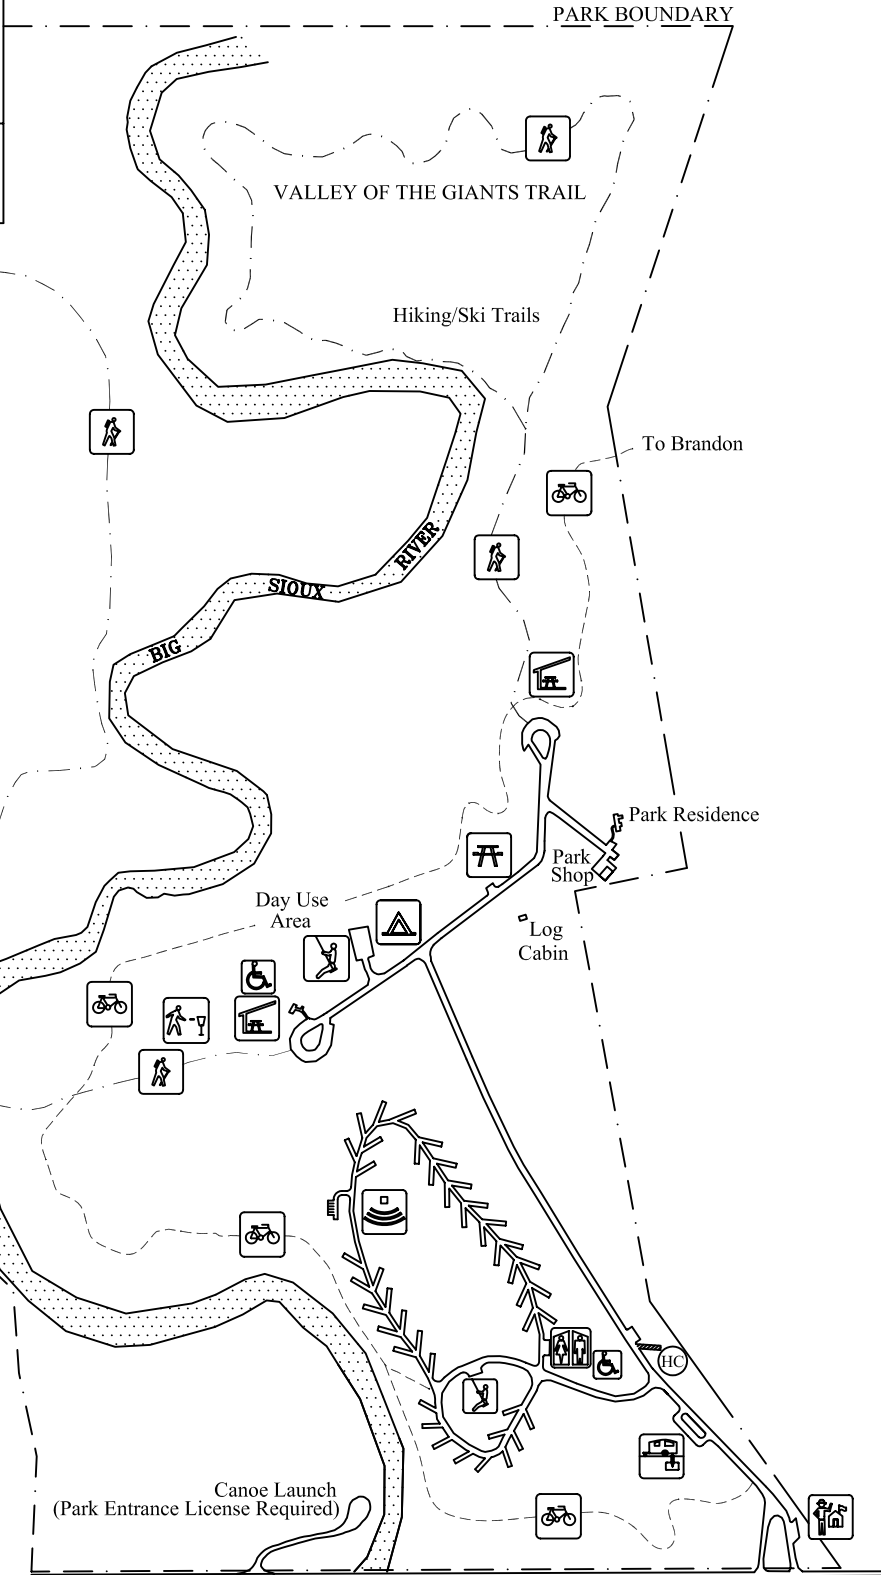 PARK BOUNDARY
VALLEY OF THE GIANTS TRAIL
Hiking/Ski Trails
To Brandon
BIG SIOUX RIVER
Park Residence
Park
Shop
Day Use
Area
Log
Cabin
HC
Canoe Launch
(Park Entrance License Required)